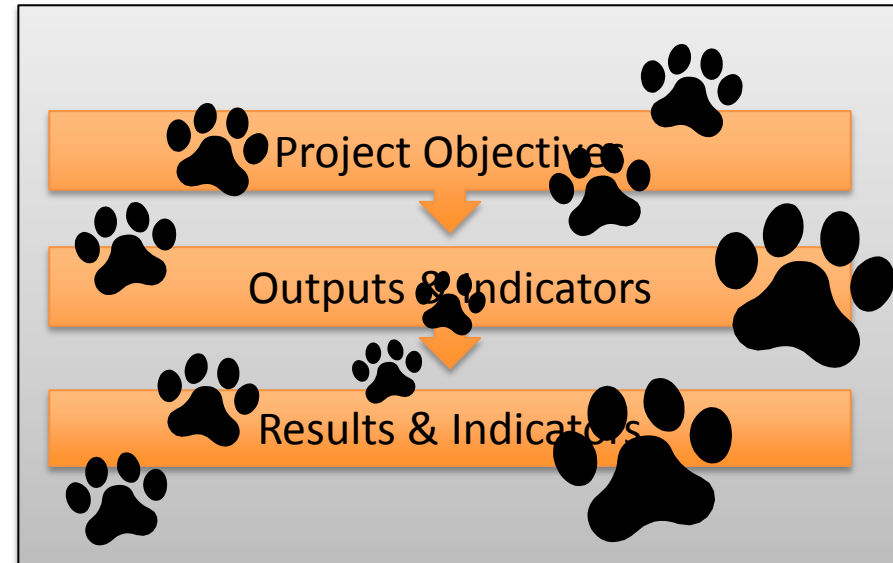 Project Objectives
Outputs & Indicators
Results & Indicators